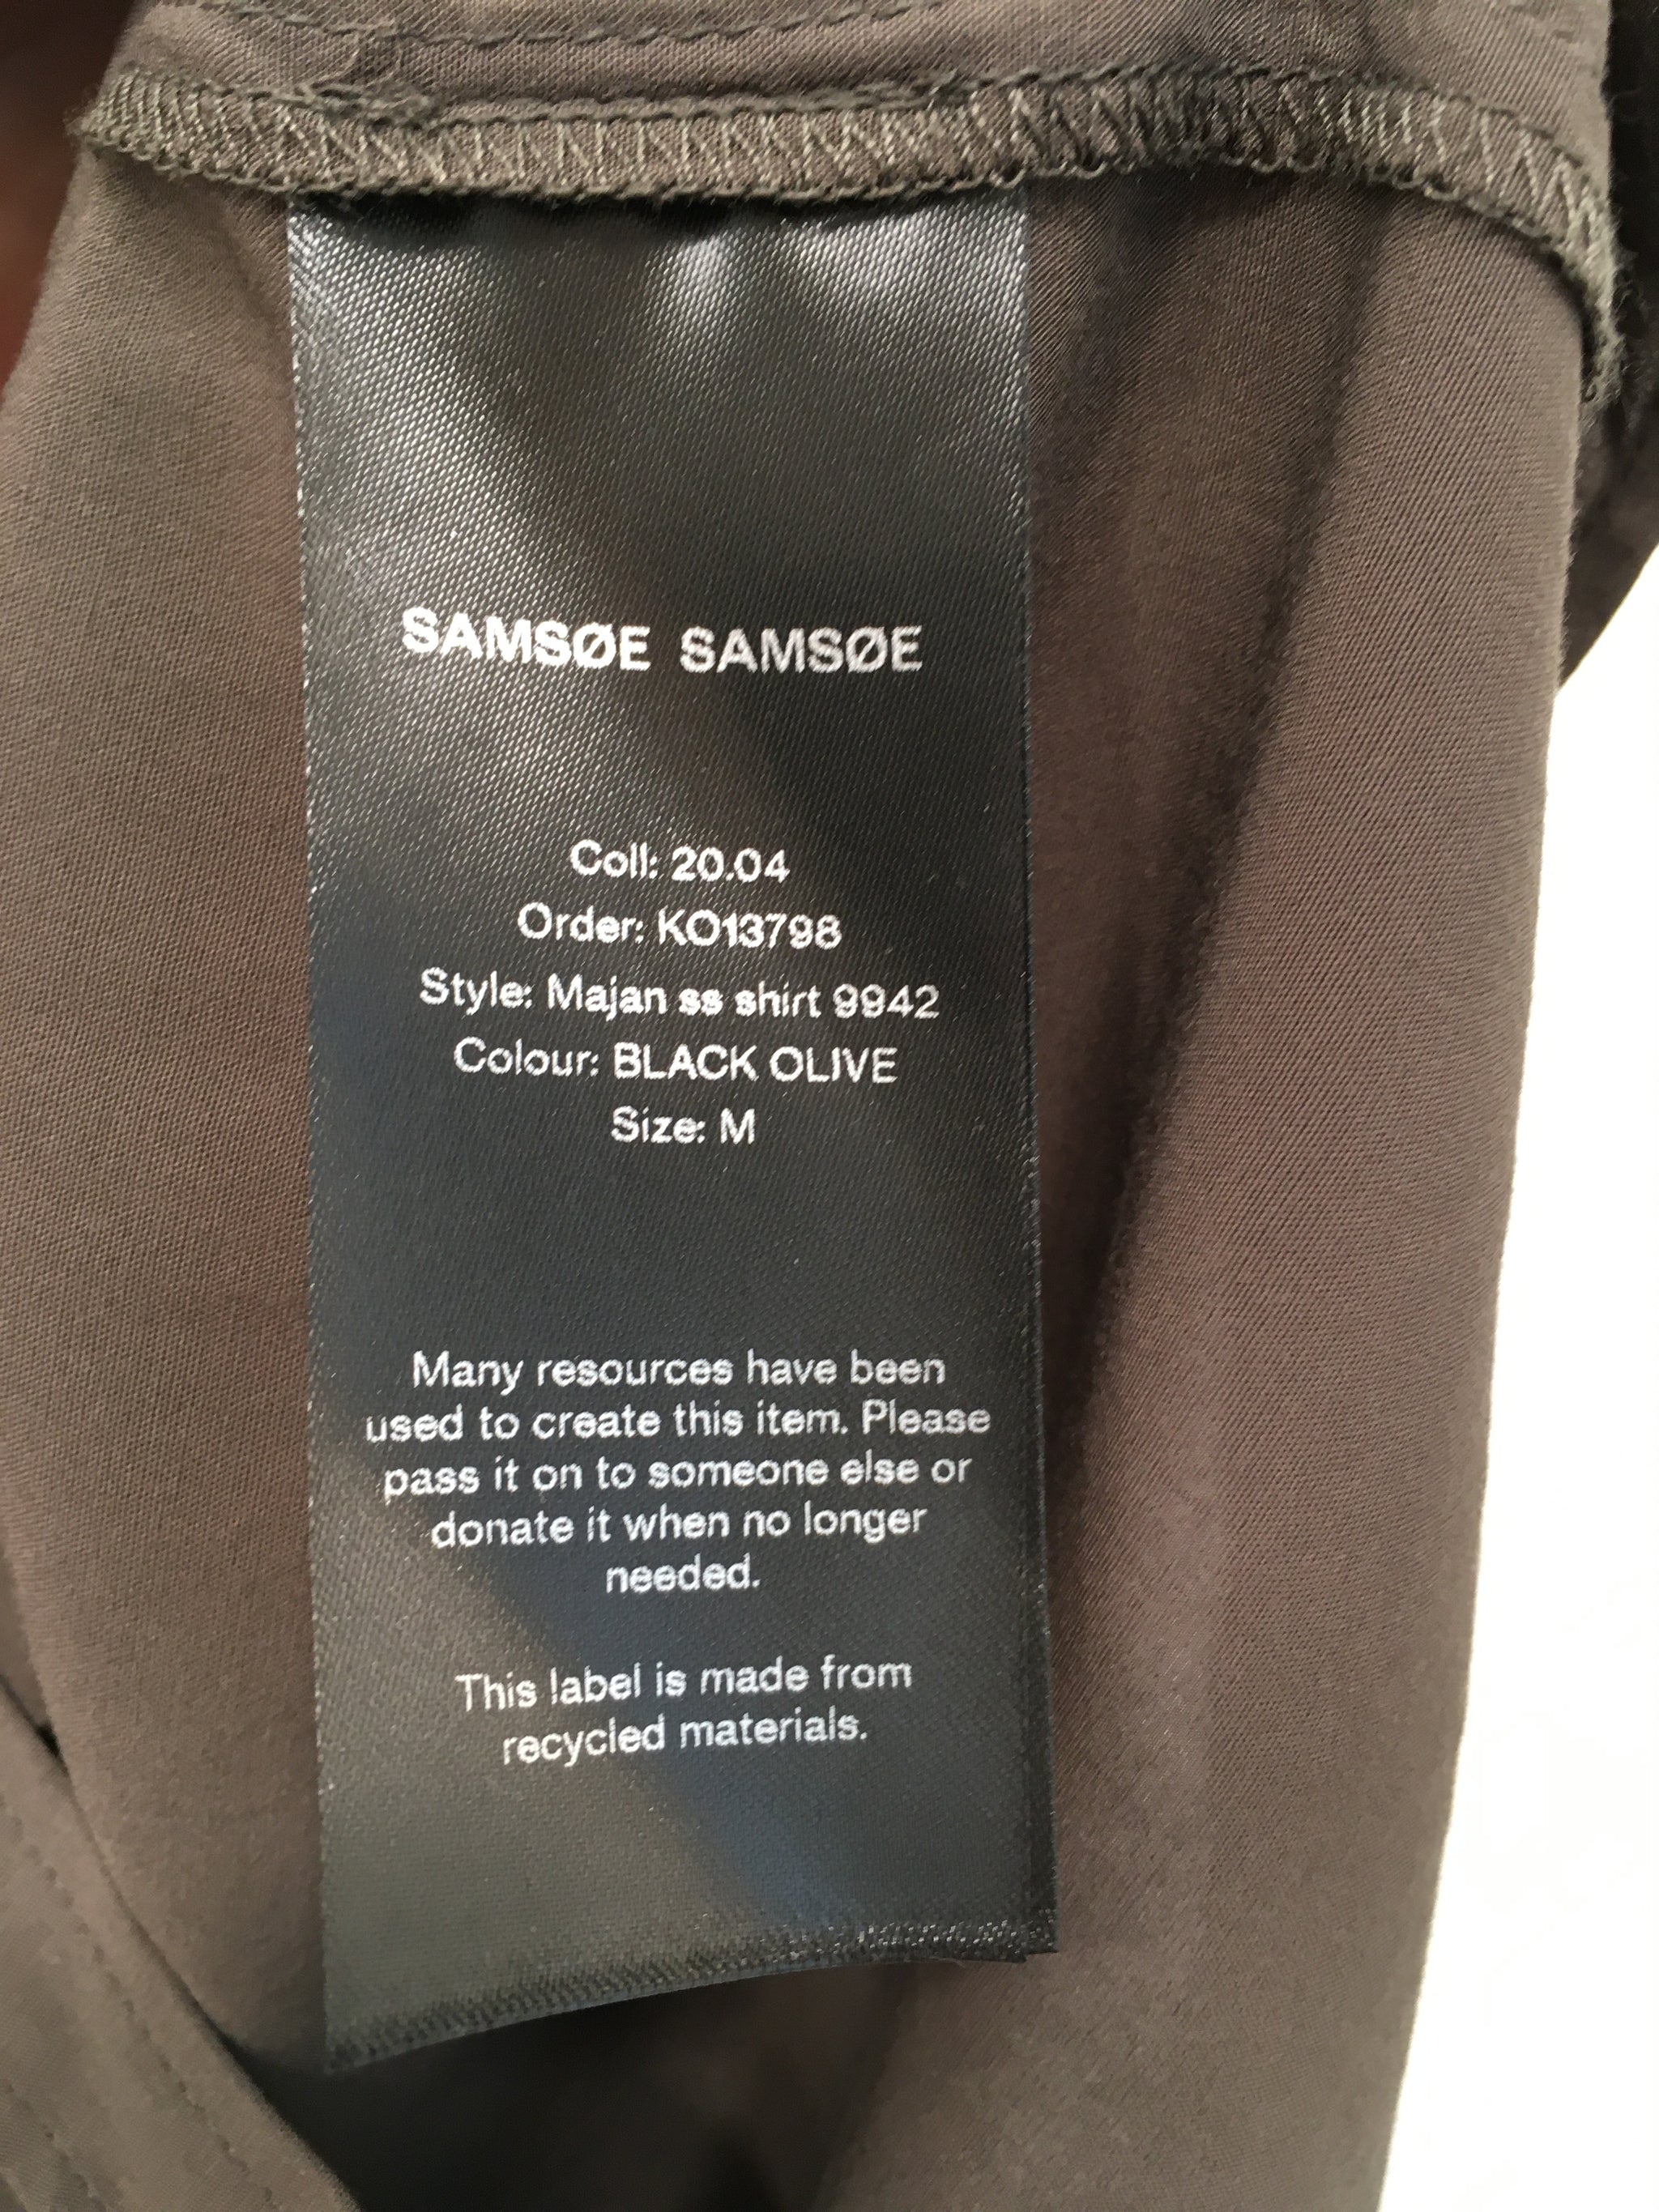 SAMSØE SAMSØE
Coll: 20.04
Order: KO13798
Style: Majan ss shirt 9942
Colour: BLACK OLIVE
Size: M
Many resources have been
used to create this item. Please
pass it on to someone else or
donate it when no longer
needed.
This label is made from
recycled materials.